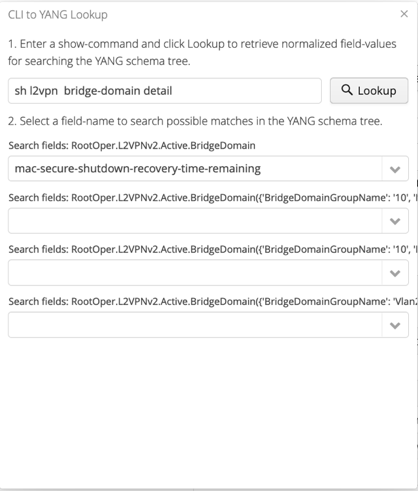 CLI to YANG Lookup
1. Enter a show-command and click Lookup to retrieve normalized field-values
for searching the YANG schema tree.
sh l2vpn  bridge-domain detail
Lookup
2. Select a field-name to search possible matches in the YANG schema tree.
Search fields: RootOper.L2VPNv2.Active.BridgeDomain
mac-secure-shutdown-recovery-time-remaining
Search fields: RootOper.L2VPNv2.Active.BridgeDomain({'BridgeDomainGroupName': '10', '
Search fields: RootOper.L2VPNv2.Active.BridgeDomain({'BridgeDomainGroupName': '10', '
Search fields: RootOper.L2VPNv2.Active.BridgeDomain({'BridgeDomainGroupName': 'Vlan2